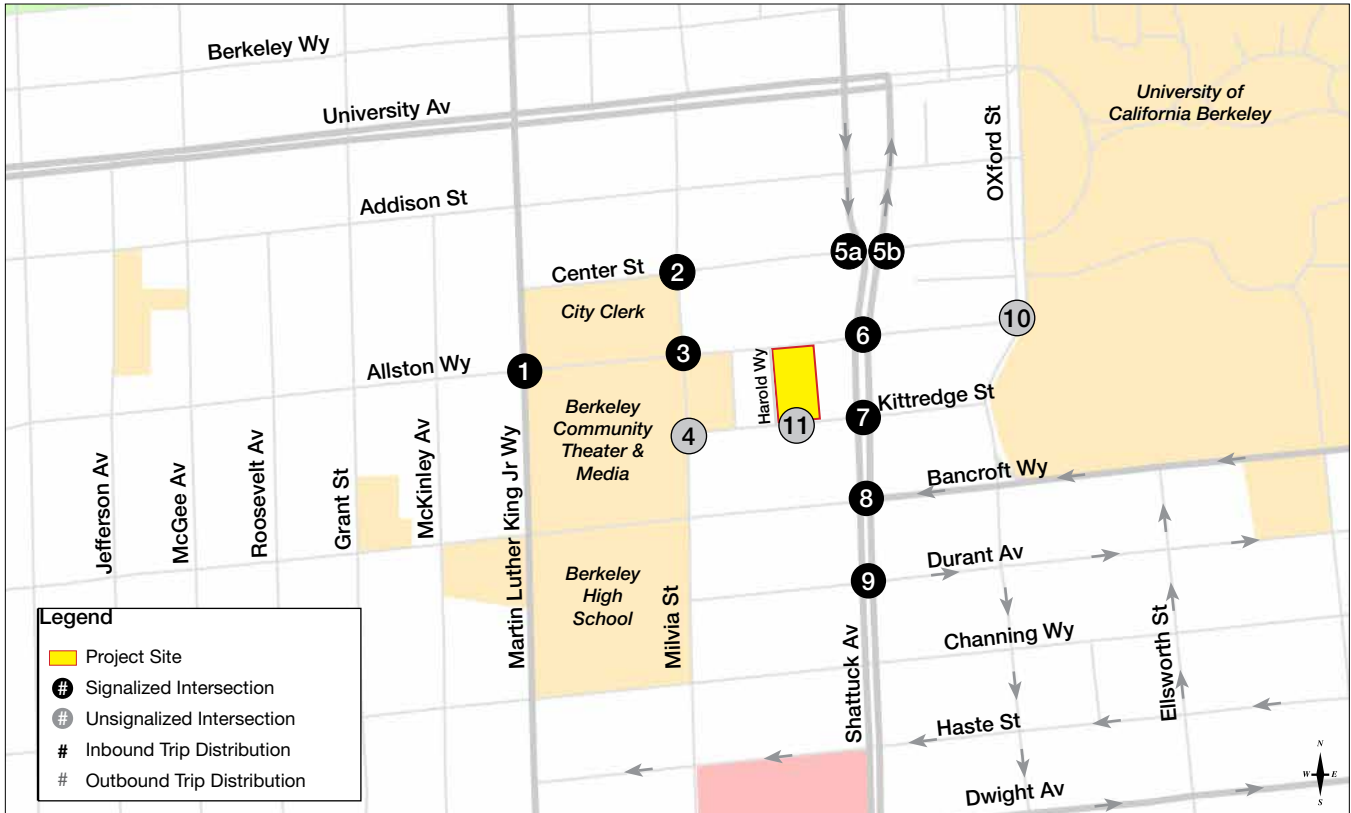 Berkeley Wy
University Av
University of
California Berkeley
OXford St
Addison St
5a
5b
Center St
2
City Clerk
10
6
3
Allston Wy
1
Harold Wy
Kittredge St
7
Berkeley
Community
Theater &
Media
4
11
Jefferson Av
McGee Av
Roosevelt Av
Grant St
McKinley Av
Martin Luther King Jr Wy
Bancroft Wy
8
Durant Av
9
Berkeley
High
School
Milvia St
Shattuck Av
Channing Wy
Ellsworth St
Haste St
Dwight Av
Legend
Project Site
# Signalized Intersection
# Unsignalized Intersection
# Inbound Trip Distribution
# Outbound Trip Distribution
N
W E
S